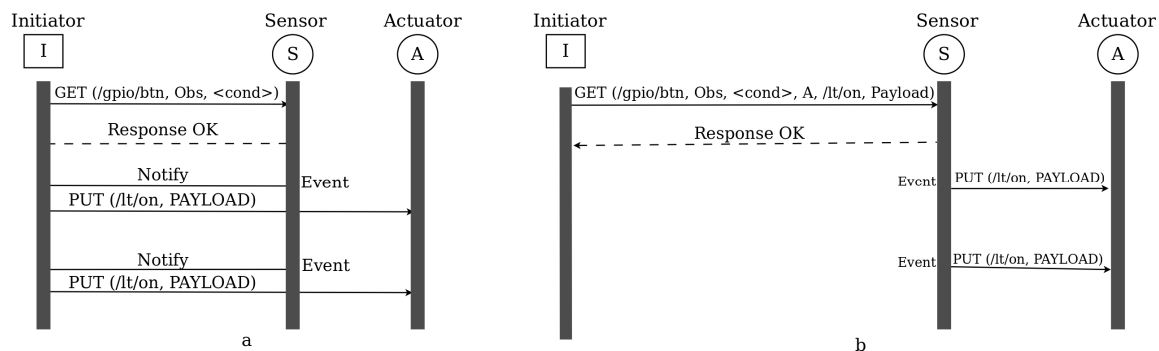 Initiator
Sensor
Actuator
I
S
A
GET (/gpio/btn, Obs, <cond>)
Response OK
Notify
Event
PUT (/lt/on, PAYLOAD)
Notify
Event
PUT (/lt/on, PAYLOAD)
a
Initiator
Sensor
Actuator
I
S
A
GET (/gpio/btn, Obs, <cond>, A, /lt/on, Payload)
Response OK
Event
PUT (/lt/on, PAYLOAD)
Event
PUT (/lt/on, PAYLOAD)
b